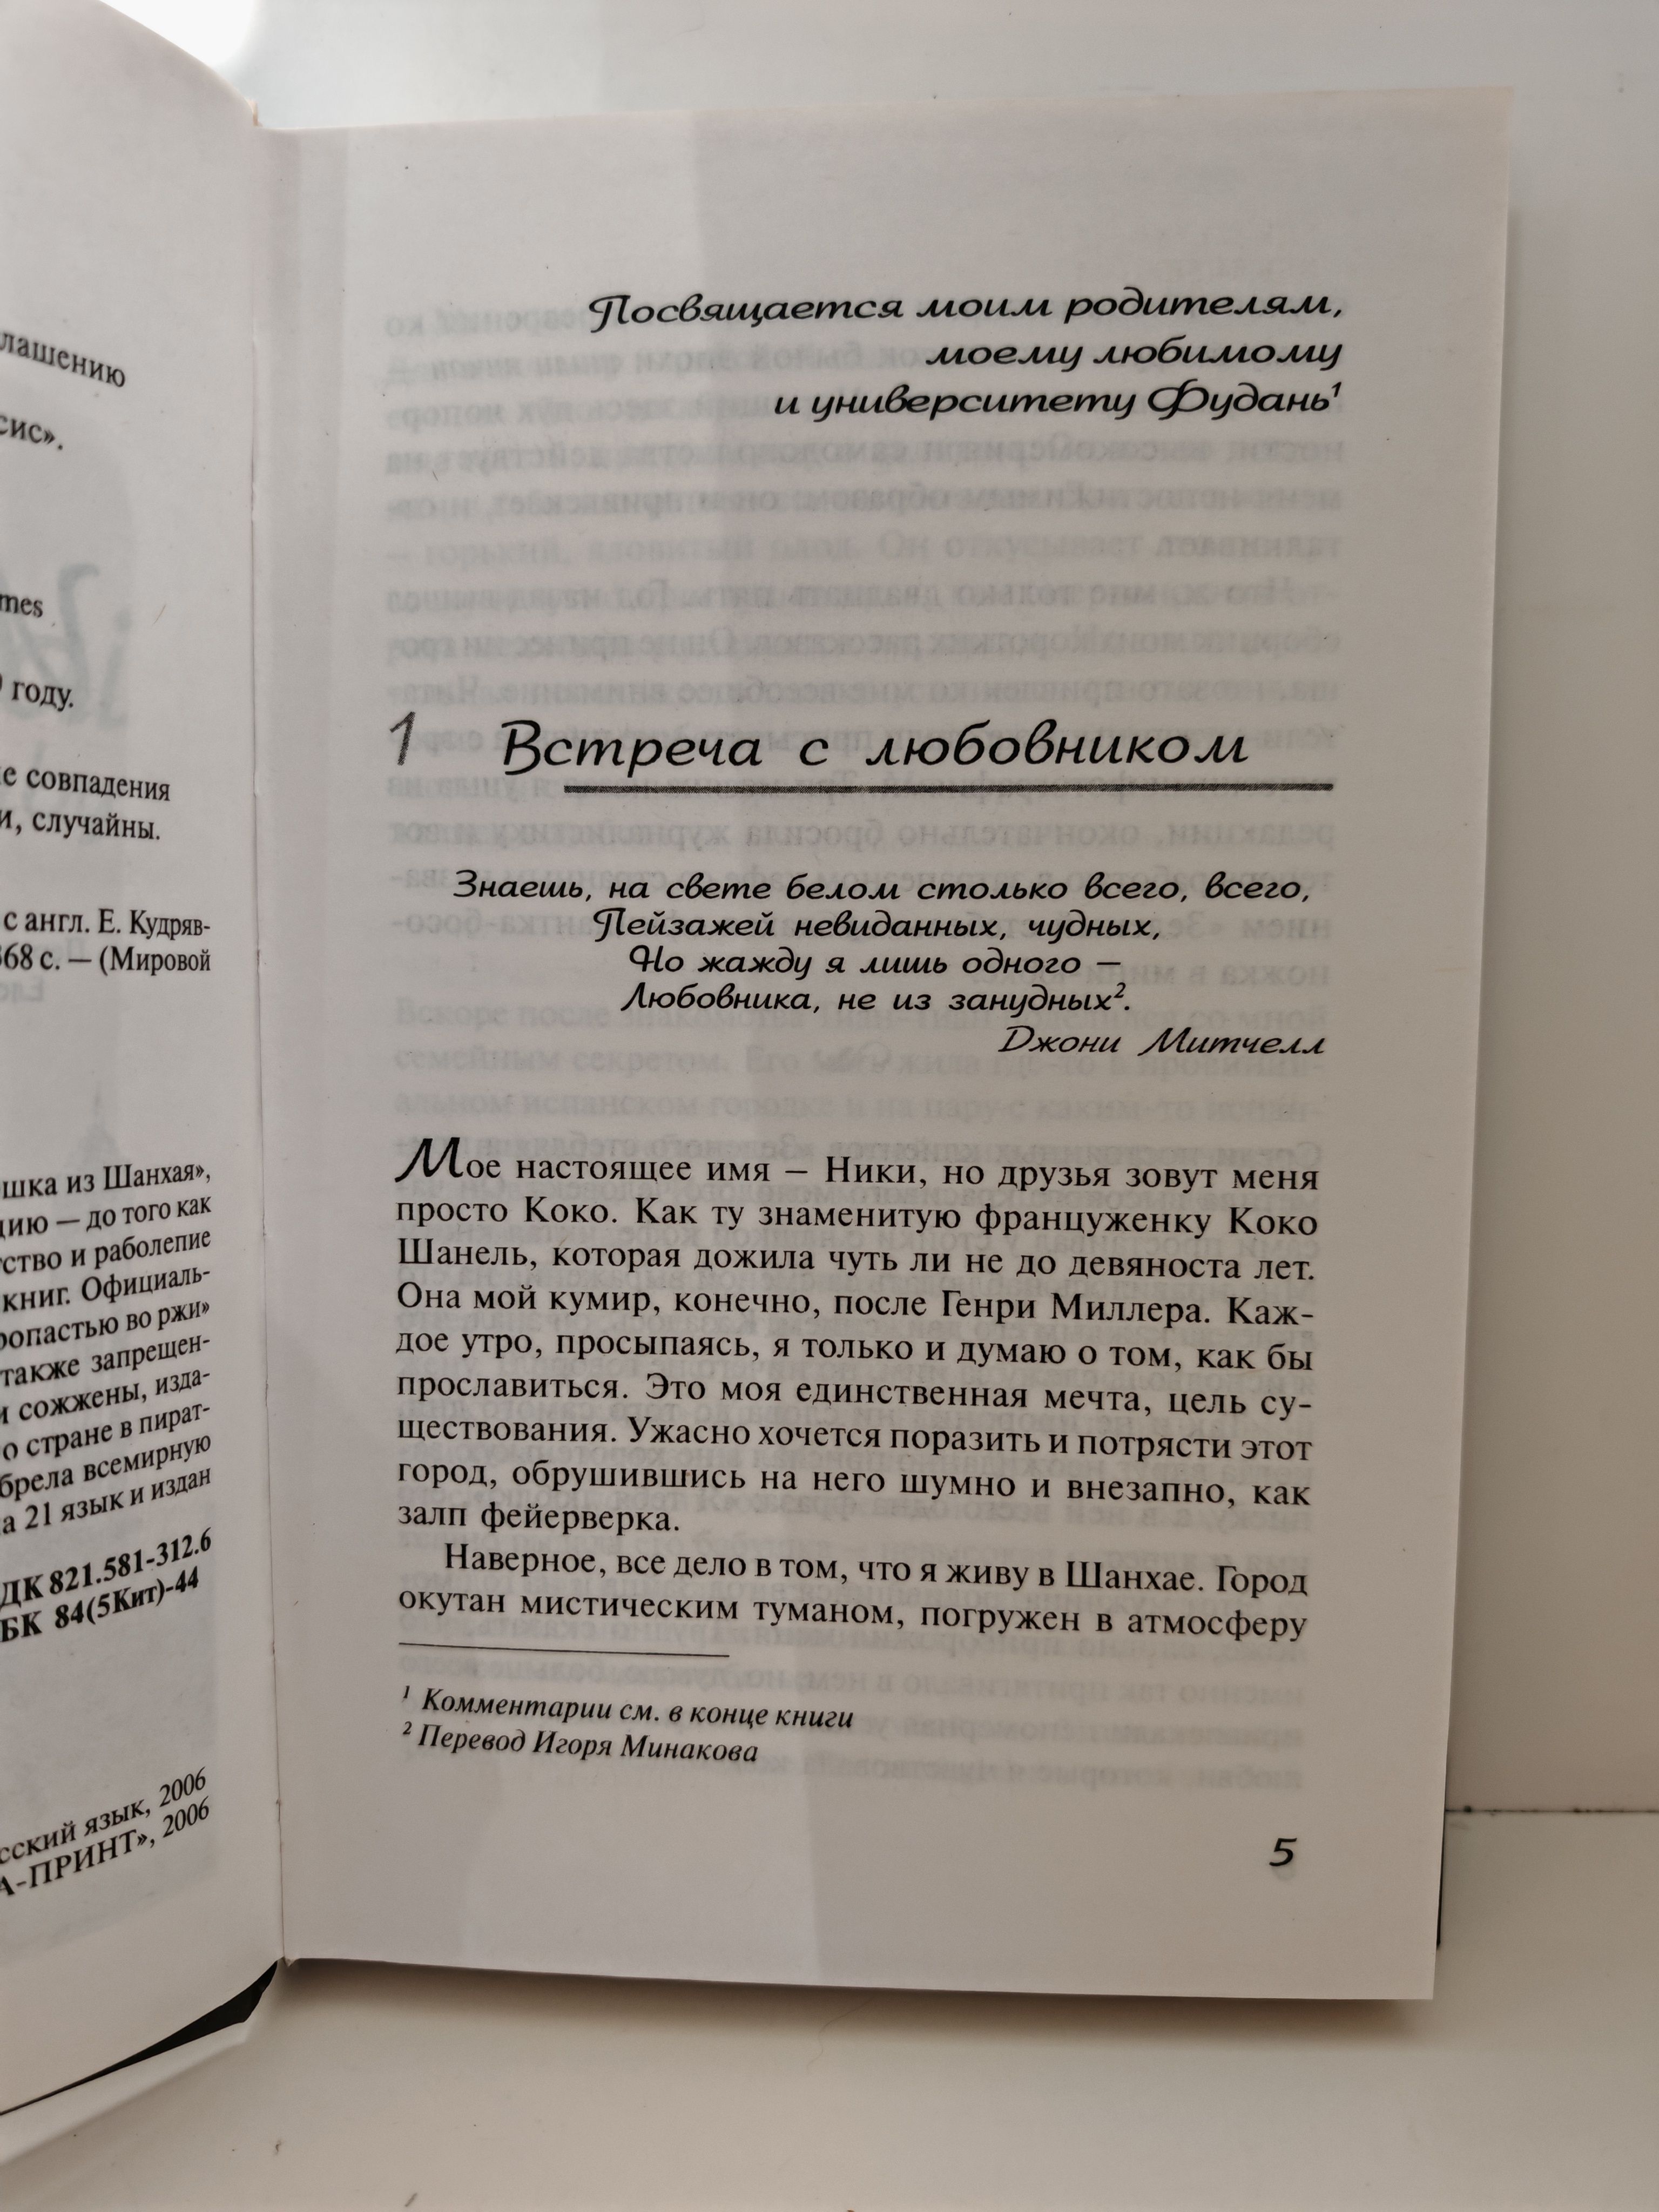 лашению
сис».
mes
году.
е совпадения
и, случайны.
с англ. Е. Кудряв-
368 с. — (Мировой
шка из Шанхая»,
цию — до того как
ство и раболепие
книг. Официаль-
ропастью во ржи»
также запрещен-
и сожжены, изда-
о стране в пират-
брела всемирную
а 21 язык и издан
ДК 821.581-312.6
БК 84(5Кит)-44
сский язык, 2006
А-ПРИНТ», 2006
Посвящается моим родителям,
моему любимому
и университету Фудань¹
1 Встреча с любовником
Знаешь, на свете белом столько всего, всего,
Пейзажей невиданных, чудных,
Но жажду я лишь одного —
Любовника, не из занудных².
Джони Митчелл
Мое настоящее имя – Ники, но друзья зовут меня
просто Коко. Как ту знаменитую француженку Коко
Шанель, которая дожила чуть ли не до девяноста лет.
Она мой кумир, конечно, после Генри Миллера. Каж-
дое утро, просыпаясь, я только и думаю о том, как бы
прославиться. Это моя единственная мечта, цель су-
ществования. Ужасно хочется поразить и потрясти этот
город, обрушившись на него шумно и внезапно, как
залп фейерверка.
Наверное, все дело в том, что я живу в Шанхае. Город
окутан мистическим туманом, погружен в атмосферу
¹ Комментарии см. в конце книги
² Перевод Игоря Минакова
5